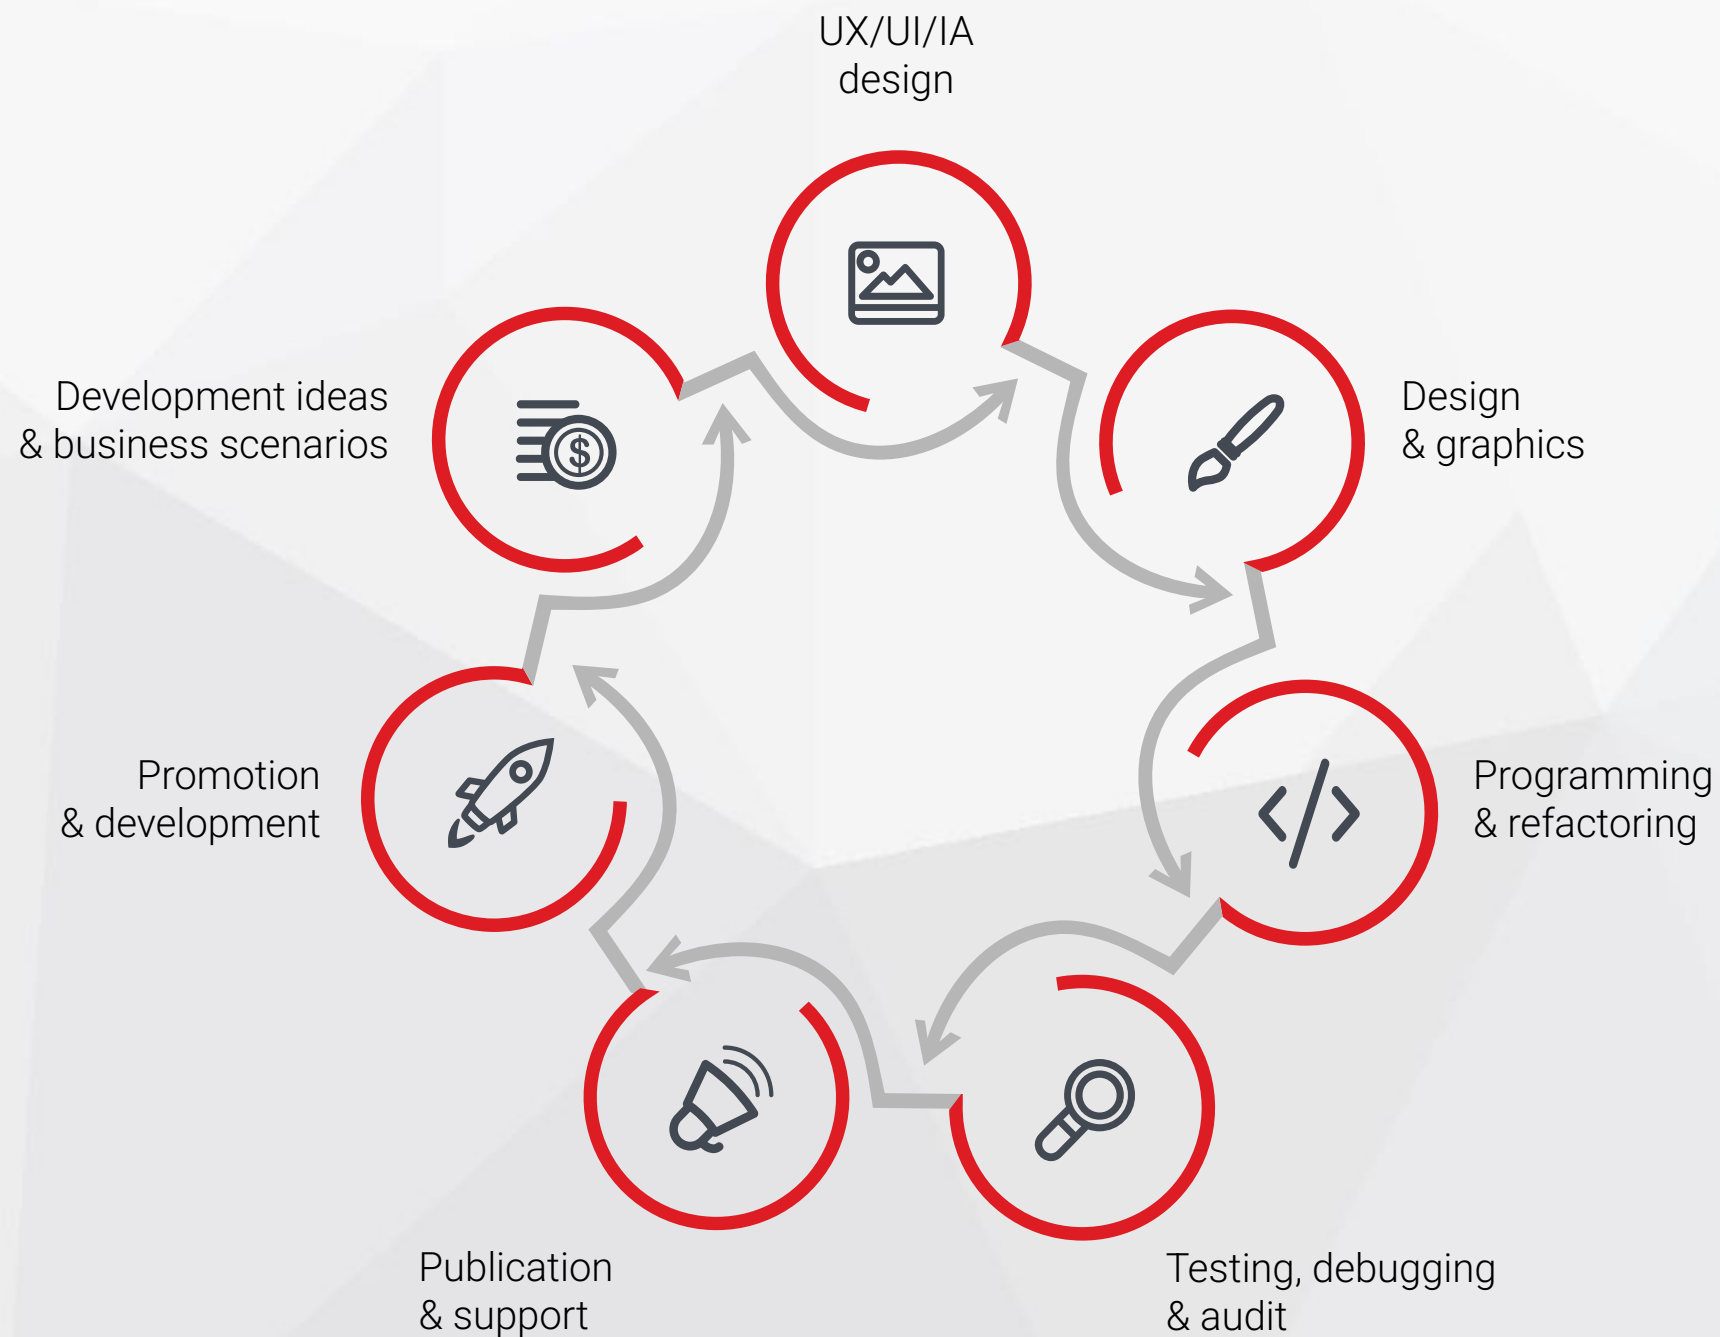 UX/UI/IA
design
Development ideas
& business scenarios
$
Design
& graphics
Promotion
& development
</>
Programming
& refactoring
Publication
& support
Testing, debugging
& audit